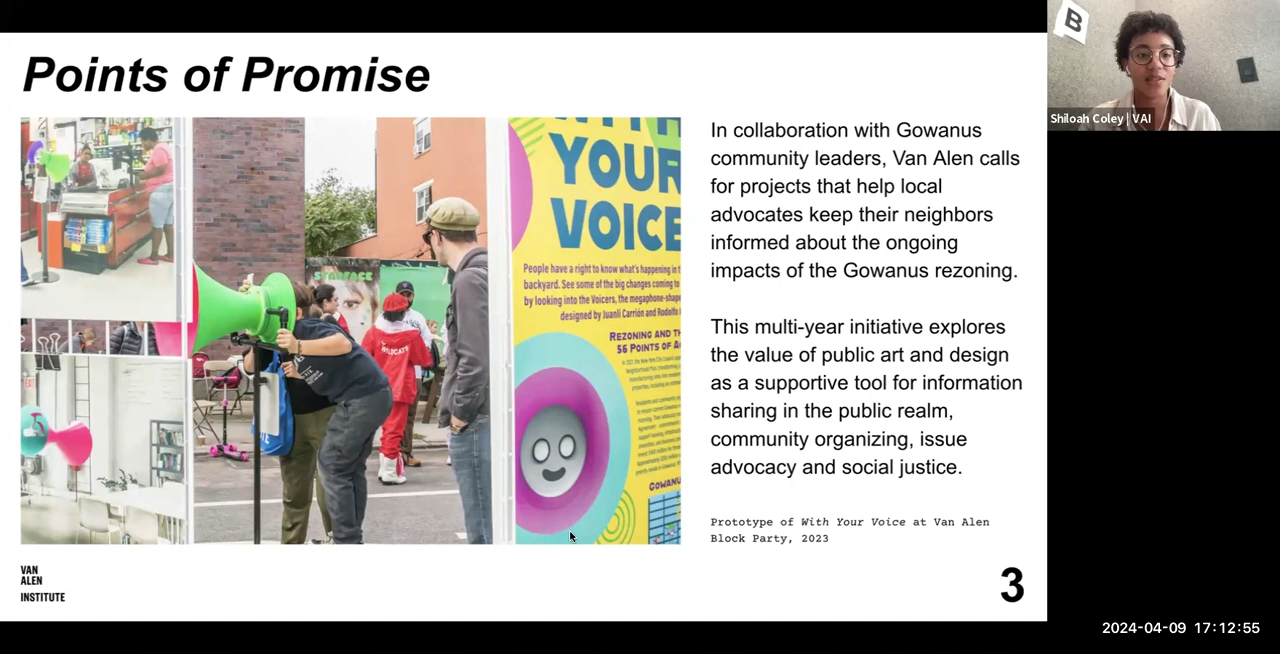 Points of Promise
WITH
YOUR
VOICE
People have a right to know what's happening in
backyard. See some of the big changes coming to
by looking into the Voicers, the megaphone-shape
designed by Juanli Carrión and Rodolfo
REZONING AND TH
56 POINTS OF A
GOWANU
STARFACE
WILDCATS
EXIT
In collaboration with Gowanus
community leaders, Van Alen calls
for projects that help local
advocates keep their neighbors
informed about the ongoing
impacts of the Gowanus rezoning.
This multi-year initiative explores
the value of public art and design
as a supportive tool for information
sharing in the public realm,
community organizing, issue
advocacy and social justice.
Prototype of With Your Voice at Van Alen
Block Party, 2023
VAN
ALEN
INSTITUTE
3
B
Shiloah Coley | VAI
2024-04-09 17:12:55